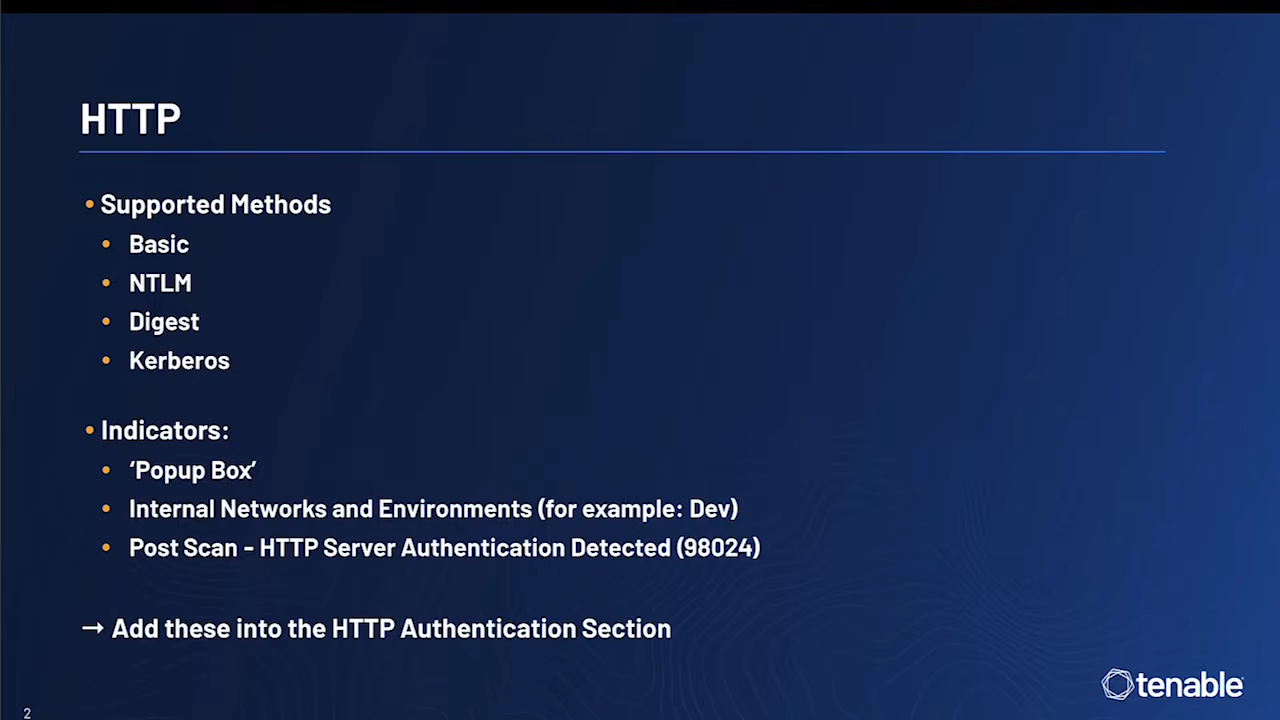 HTTP
• Supported Methods
• Basic
• NTLM
• Digest
• Kerberos
• Indicators:
• ‘Popup Box’
• Internal Networks and Environments (for example: Dev)
• Post Scan - HTTP Server Authentication Detected (98024)
→ Add these into the HTTP Authentication Section
tenable
2